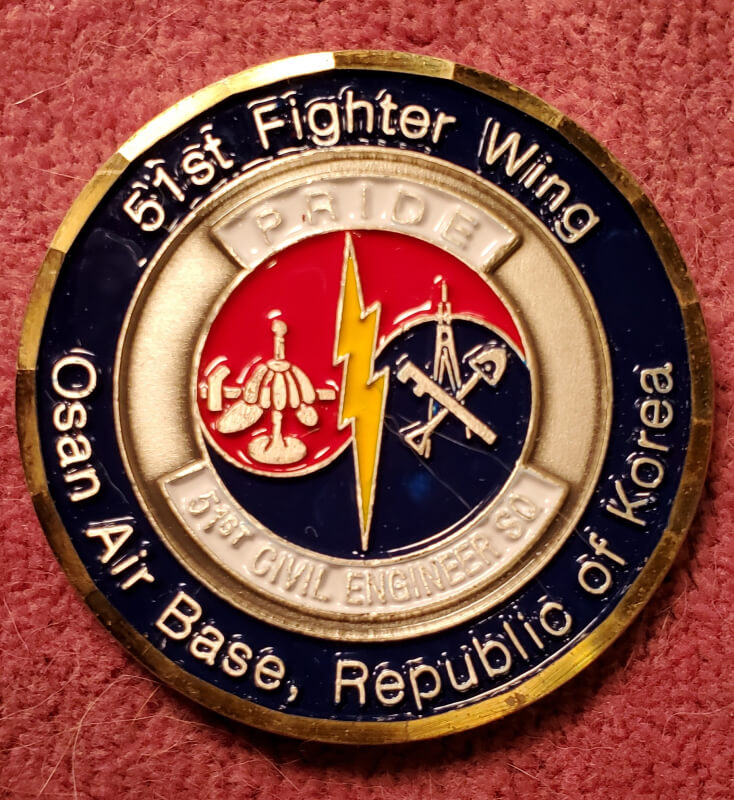 51st Fighter Wing
PRIDE
51ST CIVIL ENGINEER SQ
Osan Air Base, Republic of Korea